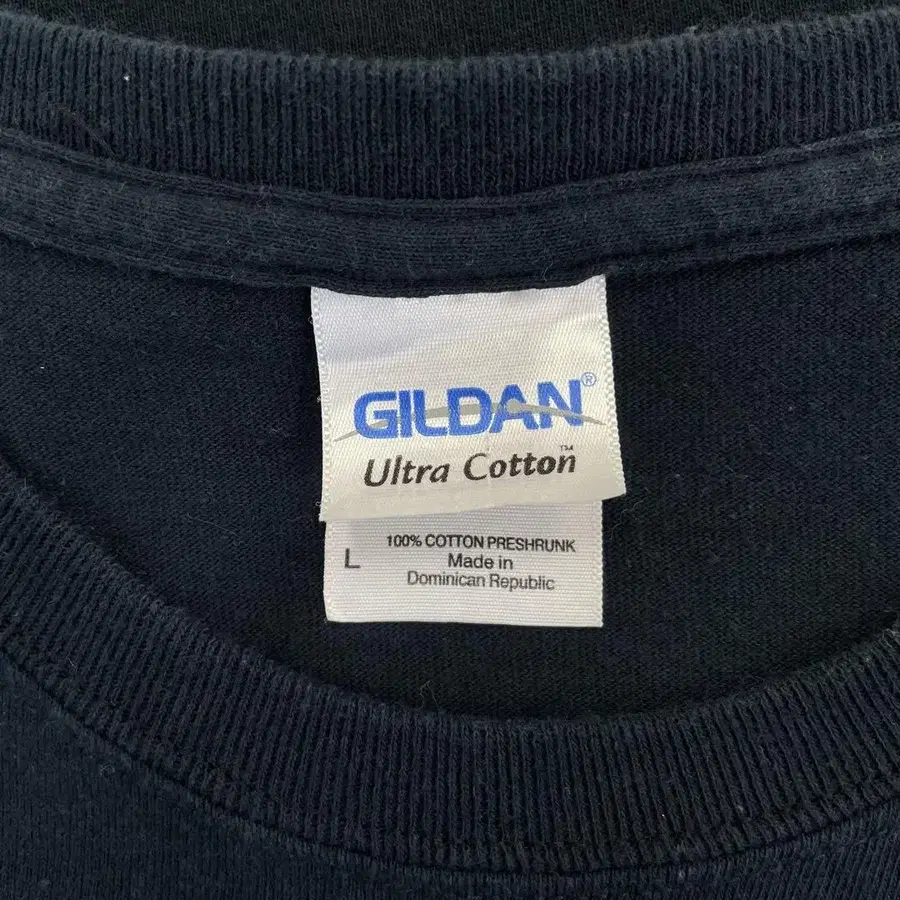 GILDAN®
Ultra Cotton™
L 100% COTTON PRESHRUNK
Made in
Dominican Republic